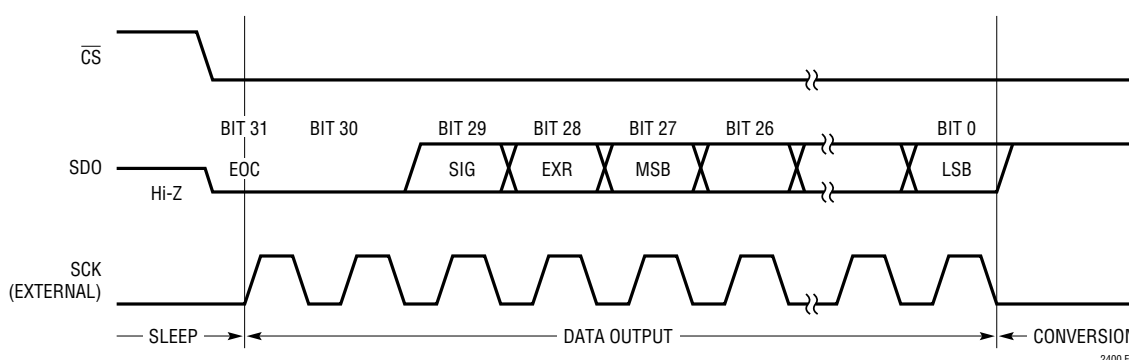 CS
BIT 31 BIT 30 BIT 29 BIT 28 BIT 27 BIT 26 BIT 0
SDO EOC SIG EXR MSB LSB
Hi-Z
SCK
(EXTERNAL)
SLEEP DATA OUTPUT CONVERSION
2400 F